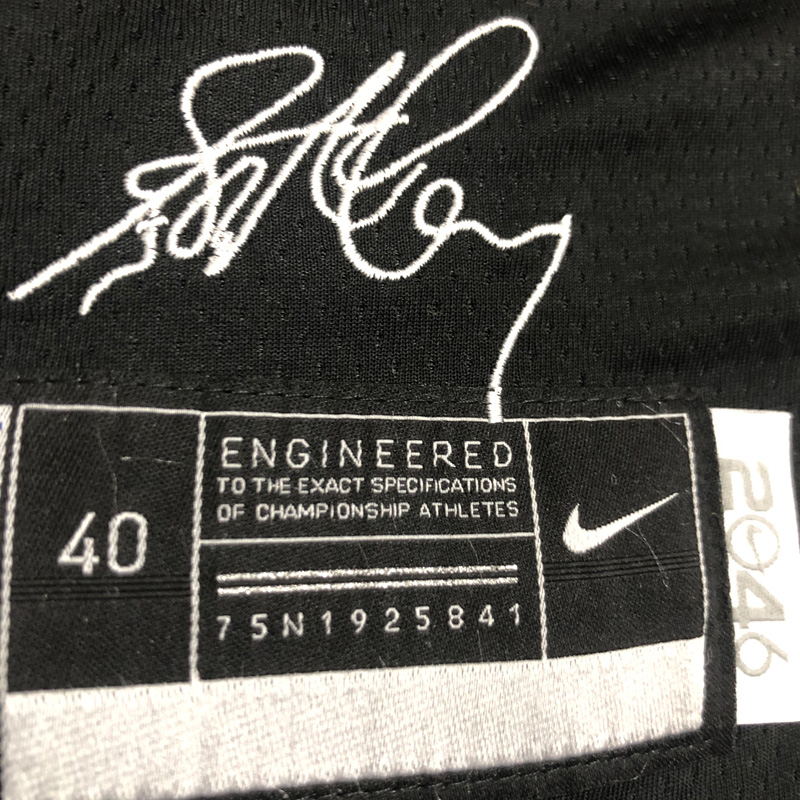 40
ENGINEERED
TO THE EXACT SPECIFICATIONS
OF CHAMPIONSHIP ATHLETES
75N1925841
2046